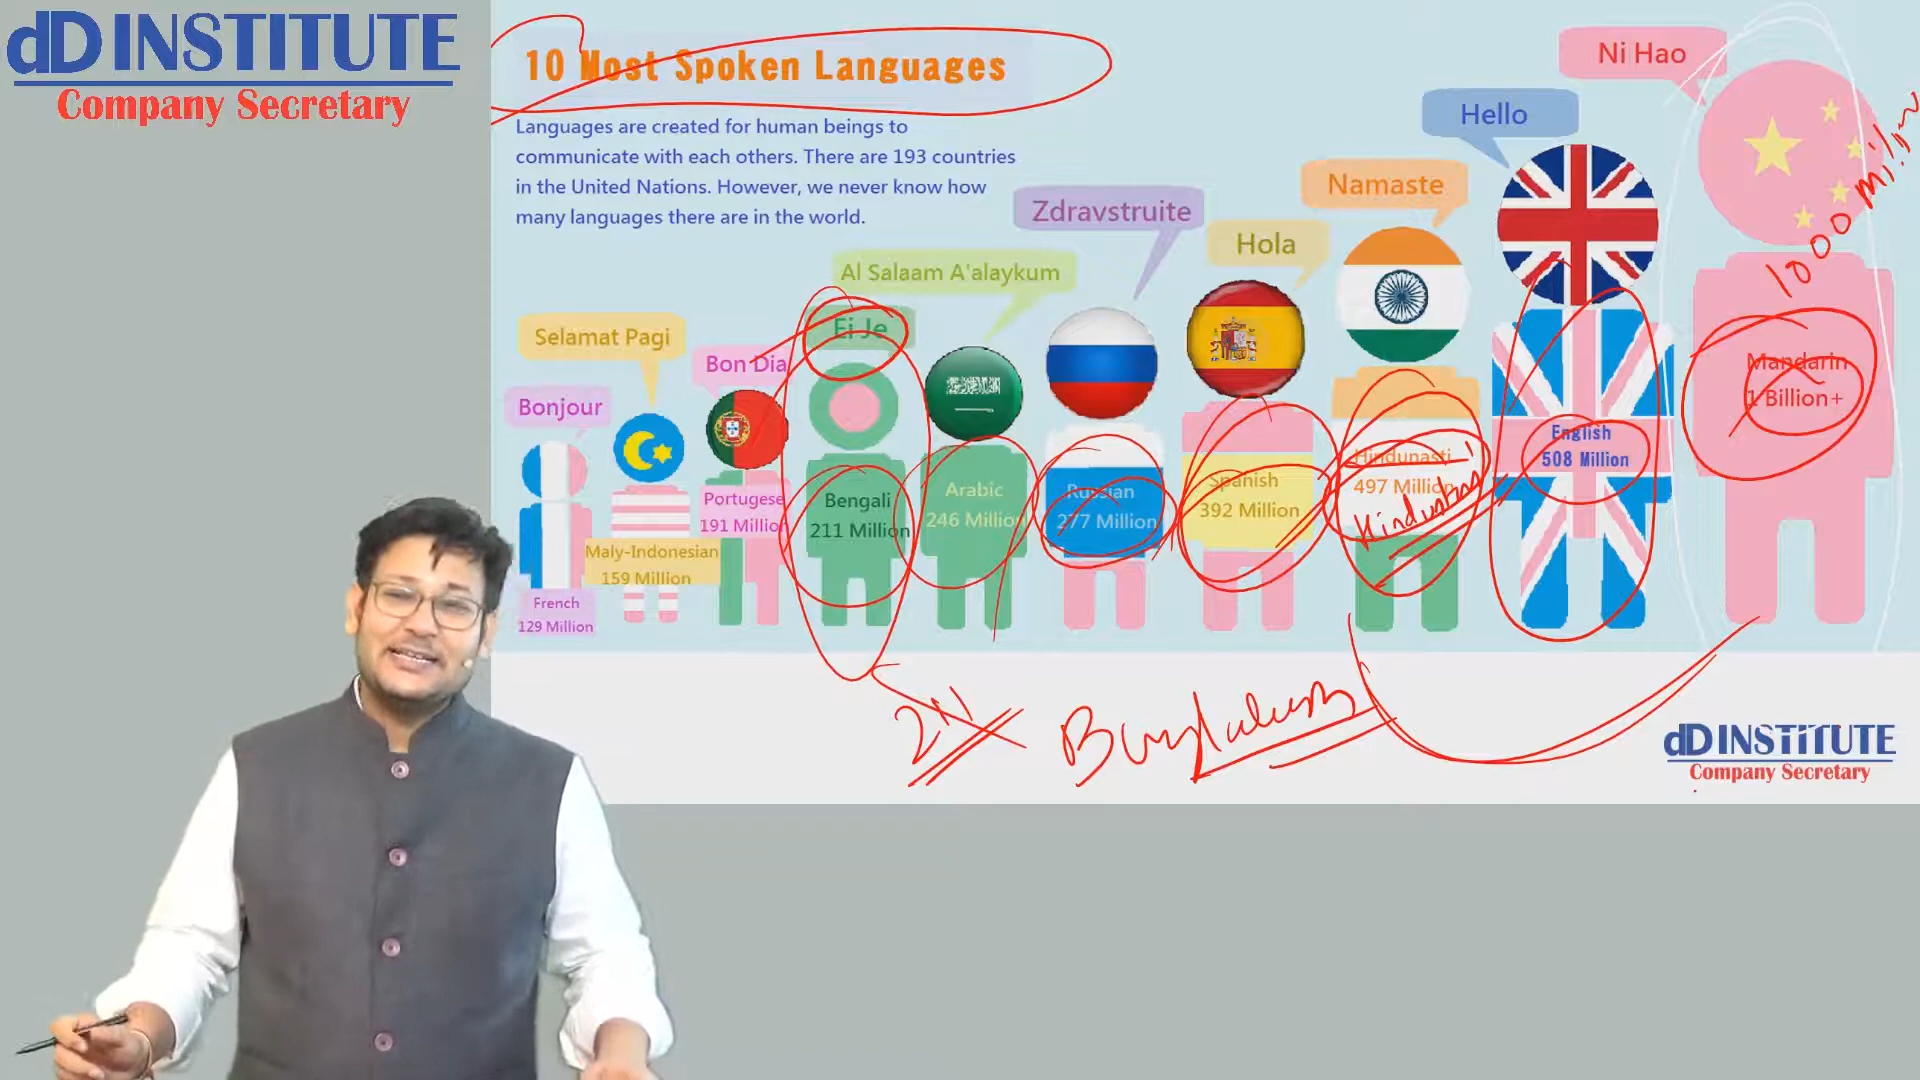 dD INSTITUTE
Company Secretary
10 Most Spoken Languages
Languages are created for human beings to
communicate with each others. There are 193 countries
in the United Nations. However, we never know how
many languages there are in the world.
Ni Hao
Hello
Namaste
Zdravstruite
Hola
Al Salaam A'alaykum
Ei Je
Selamat Pagi
Bon Dia
Bonjour
1000 million
Mandarin
1 Billion+
English
508 Million
Hindunasti
497 Million
Hindustani
Spanish
392 Million
Russian
277 Million
Arabic
246 Million
Bengali
211 Million
Portugese
191 Million
Maly-Indonesian
159 Million
French
129 Million
211
dD INSTiTUTE
Company Secretary